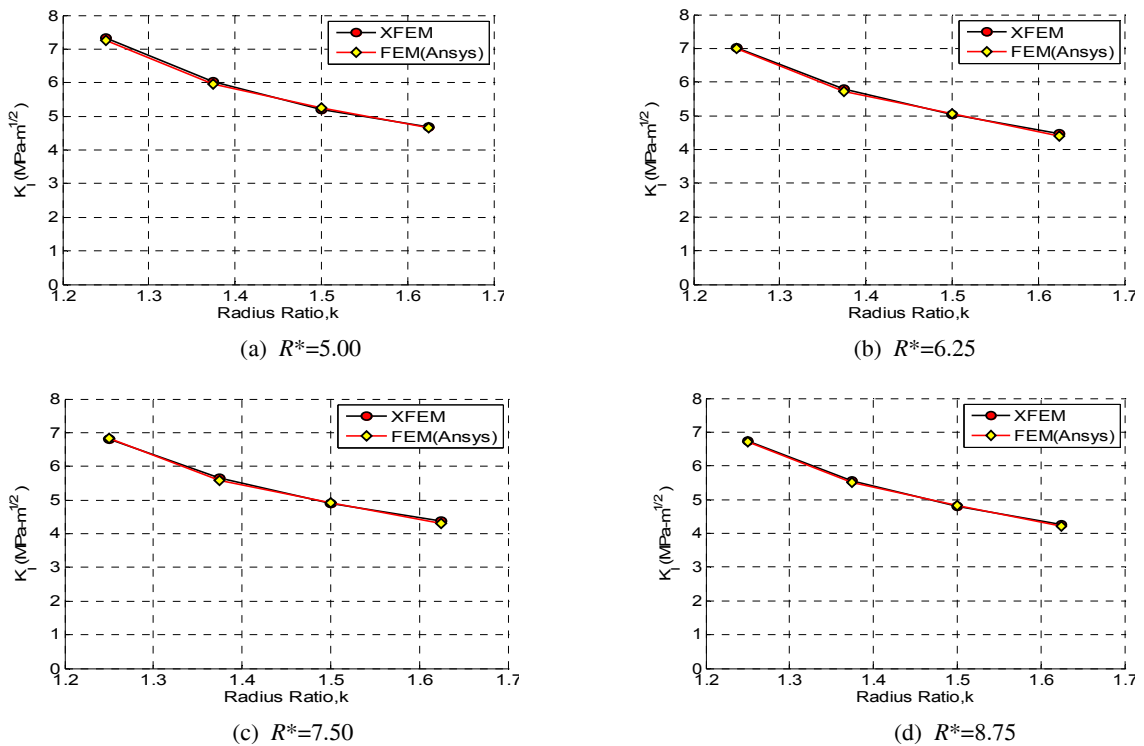 8
7
6
5
4
3
2
1
0
K_I (MPa-m^1/2)
XFEM
FEM(Ansys)
1.2 1.3 1.4 1.5 1.6 1.7
Radius Ratio,k
(a) R*=5.00
8
7
6
5
4
3
2
1
0
K_I (MPa-m^1/2)
XFEM
FEM(Ansys)
1.2 1.3 1.4 1.5 1.6 1.7
Radius Ratio,k
(b) R*=6.25
8
7
6
5
4
3
2
1
0
K_I (MPa-m^1/2)
XFEM
FEM(Ansys)
1.2 1.3 1.4 1.5 1.6 1.7
Radius Ratio,k
(c) R*=7.50
8
7
6
5
4
3
2
1
0
K_I (MPa-m^1/2)
XFEM
FEM(Ansys)
1.2 1.3 1.4 1.5 1.6 1.7
Radius Ratio,k
(d) R*=8.75